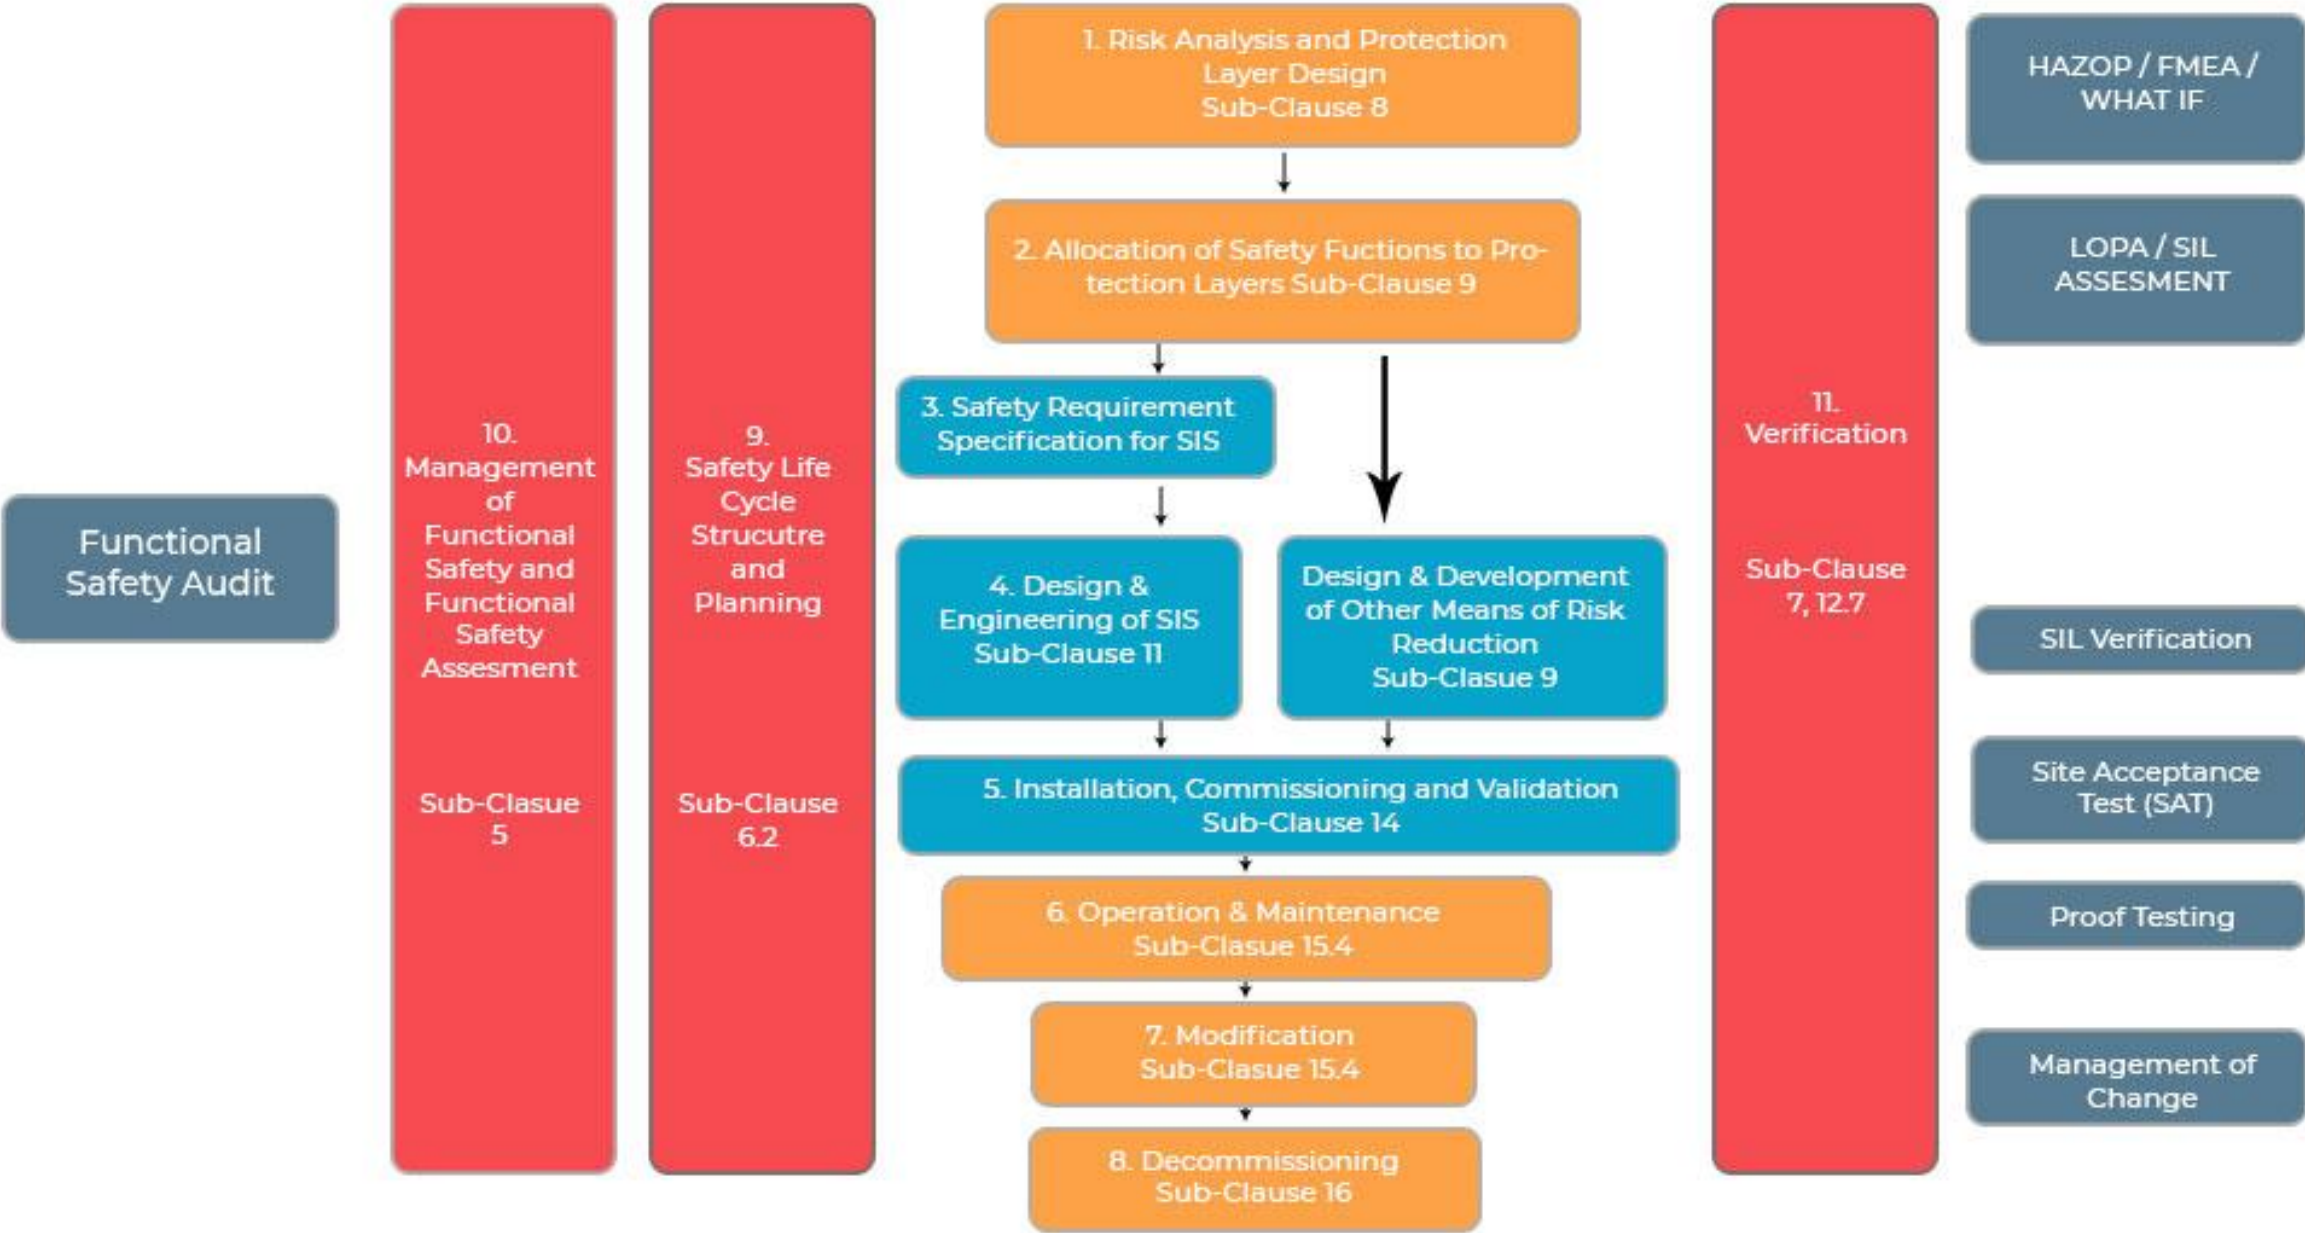 Functional
Safety Audit
10.
Management
of
Functional
Safety and
Functional
Safety
Assesment
Sub-Clasue
5
9.
Safety Life
Cycle
Strucutre
and
Planning
Sub-Clause
6.2
1. Risk Analysis and Protection
Layer Design
Sub-Clause 8
2. Allocation of Safety Fuctions to Pro-
tection Layers Sub-Clause 9
3. Safety Requirement
Specification for SIS
4. Design &
Engineering of SIS
Sub-Clause 11
Design & Development
of Other Means of Risk
Reduction
Sub-Clasue 9
5. Installation, Commissioning and Validation
Sub-Clause 14
6. Operation & Maintenance
Sub-Clasue 15.4
7. Modification
Sub-Clasue 15.4
8. Decommissioning
Sub-Clause 16
11.
Verification
Sub-Clause
7, 12.7
HAZOP / FMEA /
WHAT IF
LOPA / SIL
ASSESMENT
SIL Verification
Site Acceptance
Test (SAT)
Proof Testing
Management of
Change